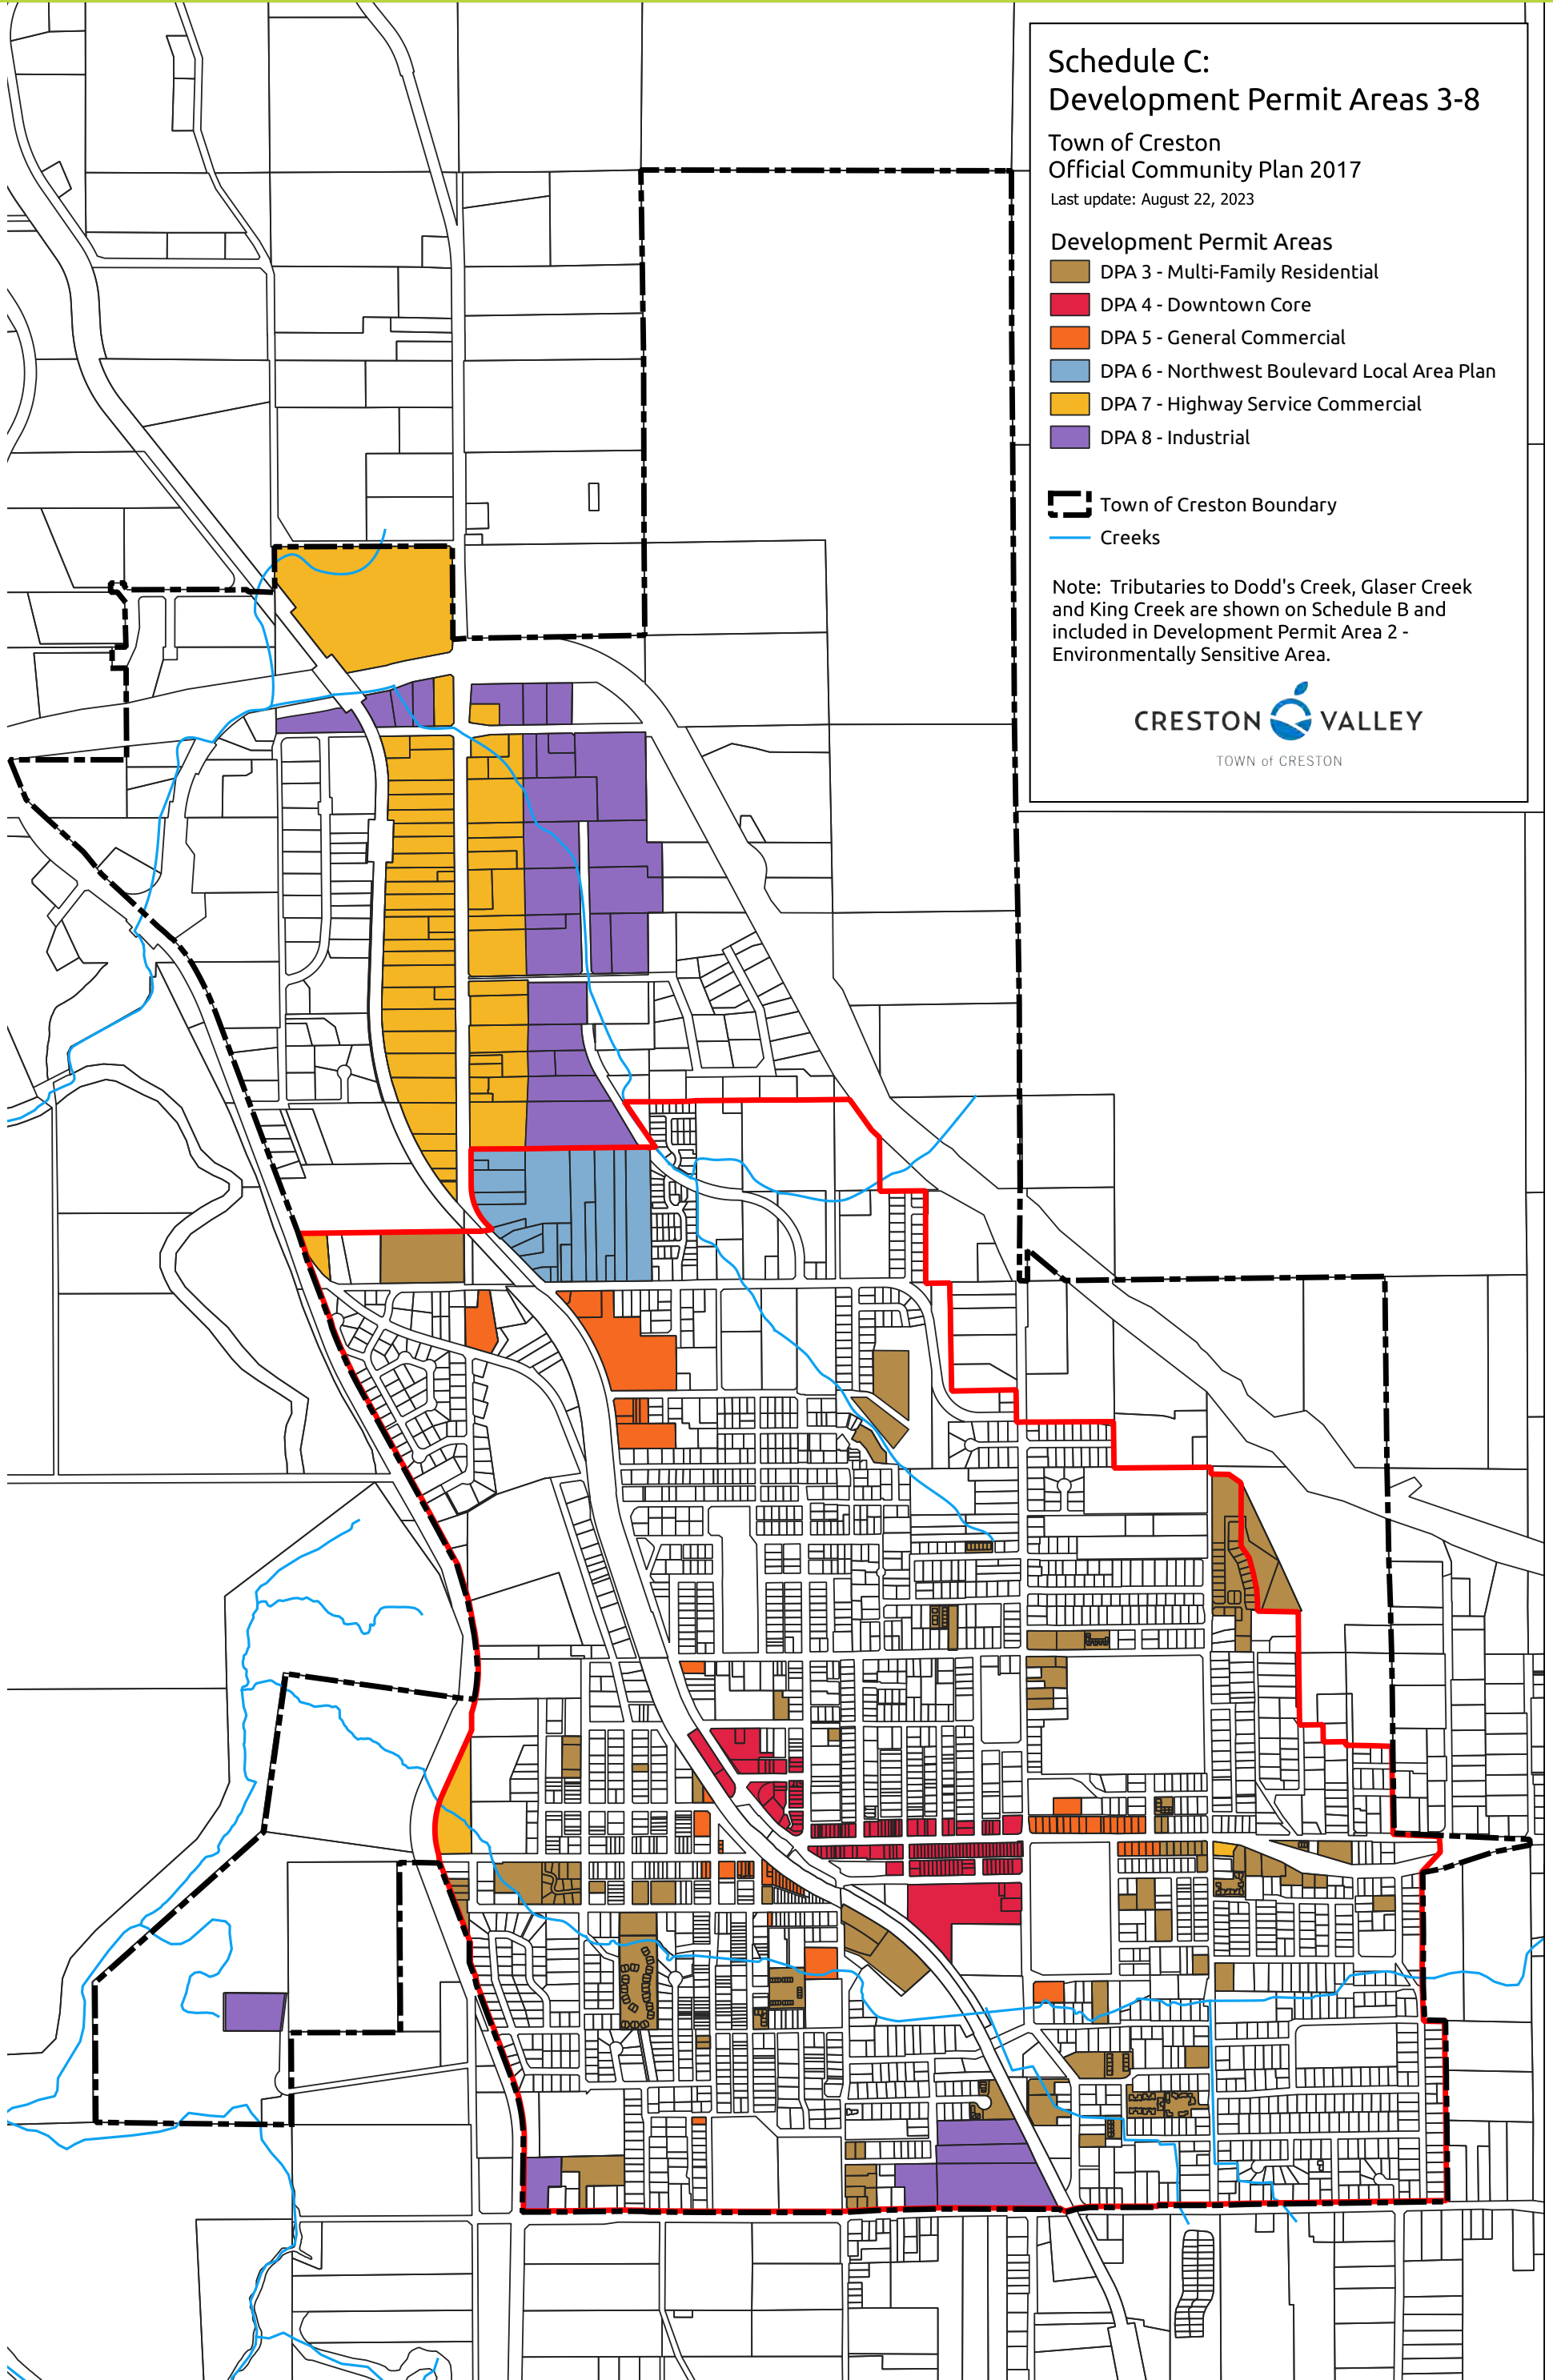 Schedule C:
Development Permit Areas 3-8
Town of Creston
Official Community Plan 2017
Last update: August 22, 2023
Development Permit Areas
DPA 3 - Multi-Family Residential
DPA 4 - Downtown Core
DPA 5 - General Commercial
DPA 6 - Northwest Boulevard Local Area Plan
DPA 7 - Highway Service Commercial
DPA 8 - Industrial
Town of Creston Boundary
Creeks
Note: Tributaries to Dodd's Creek, Glaser Creek
and King Creek are shown on Schedule B and
included in Development Permit Area 2 -
Environmentally Sensitive Area.
CRESTON VALLEY
TOWN of CRESTON